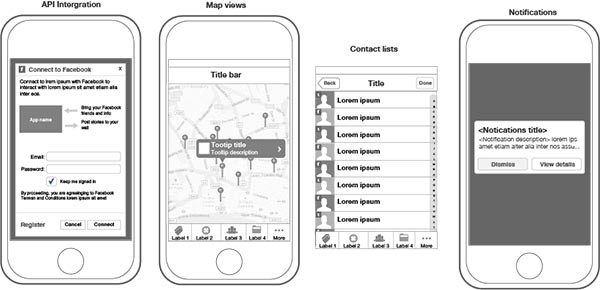 API Intergration
Connect to Facebook
x
Connect to lorem ipsum with Facebook to
interact with lorem ipsum sit amet etiam alia
inter eos.
App name
Bring your Facebook
friends and info
Post stories to your
wall
Email:
Password:
Keep me signed in
By proceeding, you are agreainging to Facebook
Termen and Conditions lorem ipsum sit amet
Register
Cancel
Connect
Map views
Title bar
Tootip title
Tooltip description
Label 1
Label 2
Label 3
Label 4
More
Contact lists
Back
Title
Done
Lorem ipsum
Lorem ipsum
Lorem ipsum
Lorem ipsum
Lorem ipsum
Lorem ipsum
Lorem ipsum
Lorem ipsum
Lorem ipsum
Label 1
Label 2
Label 3
Label 4
More
Notifications
<Notications title>
<Notification description> lorem ips
amet etiam alter alia inter nos assu...
Dismiss
View details